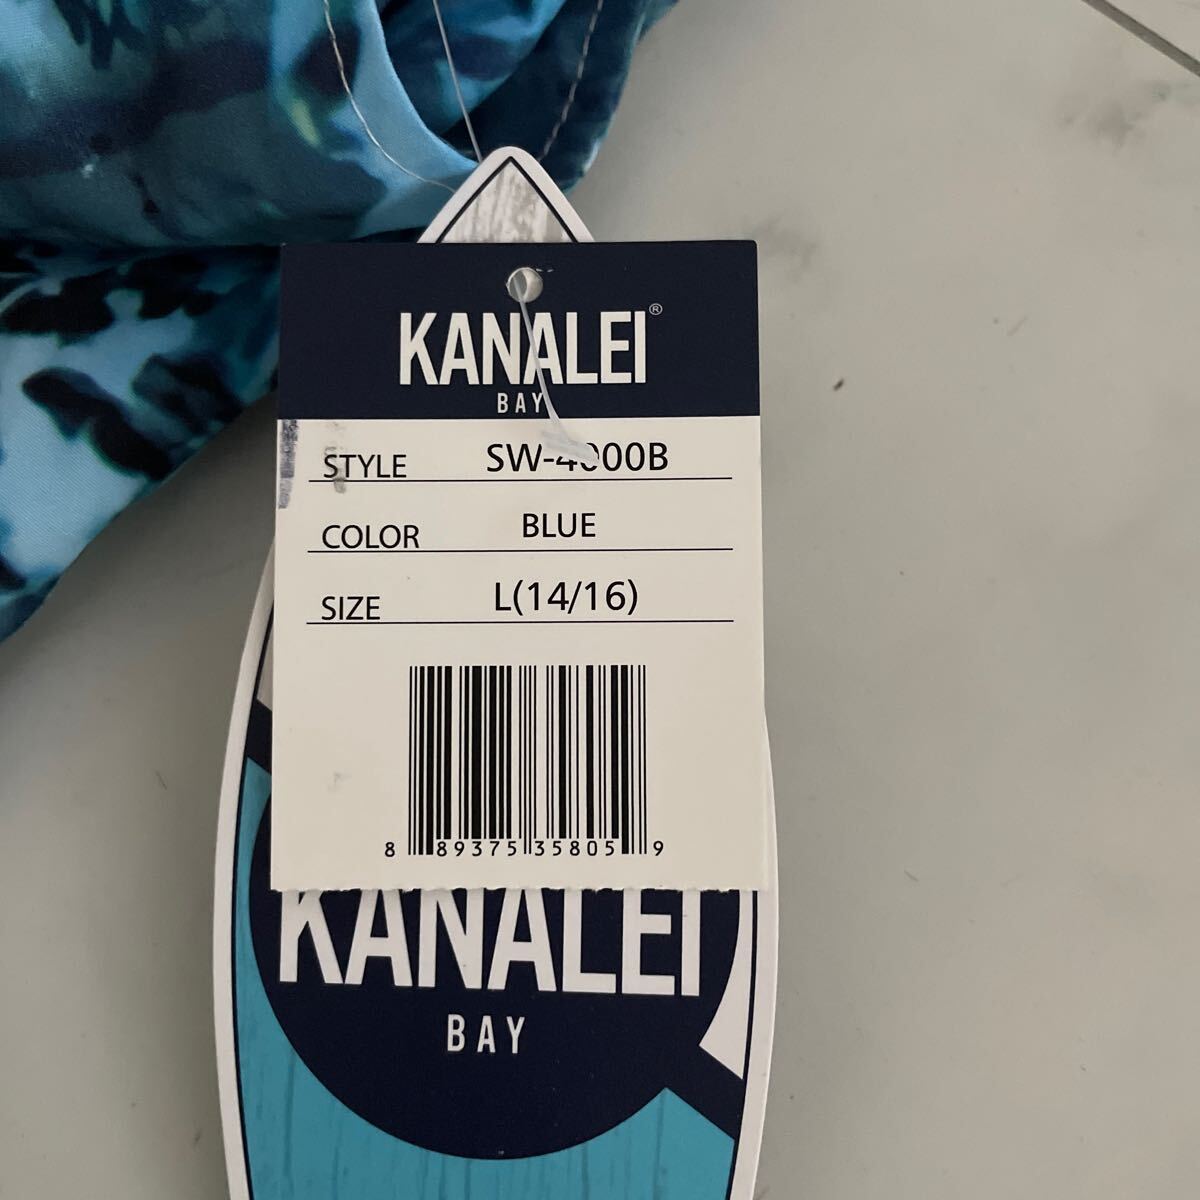 KANALEI®
BAY
STYLE SW-4000B
COLOR BLUE
SIZE L(14/16)
8 89375 35805 9
KANALEI
BAY